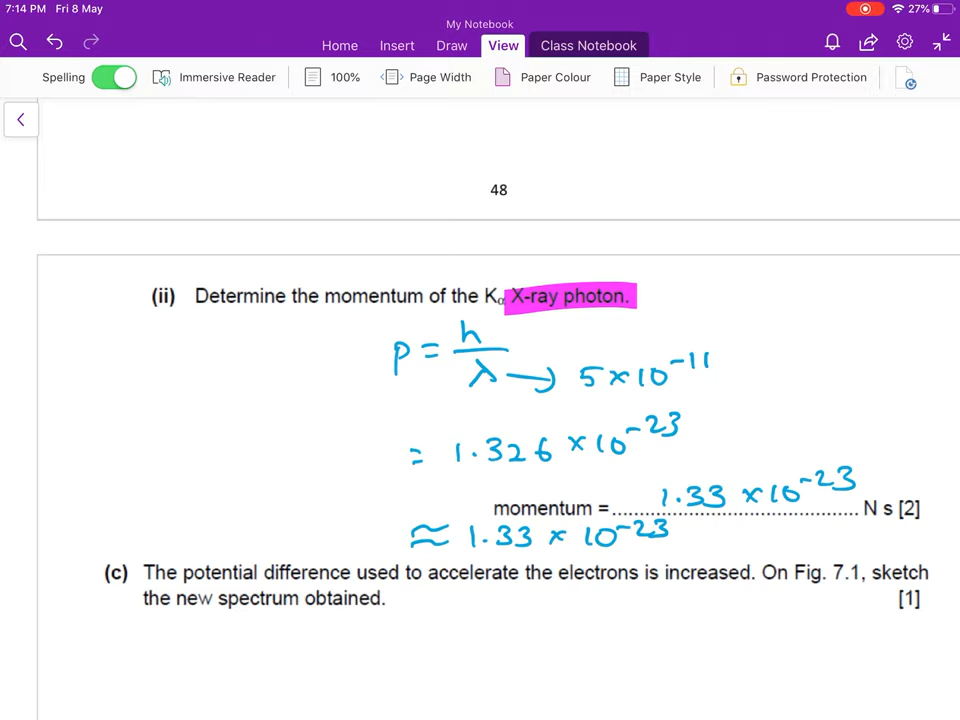 7:14 PM Fri 8 May 27%
My Notebook
Home Insert Draw View Class Notebook
Spelling Immersive Reader 100% Page Width Paper Colour Paper Style Password Protection
48
(ii) Determine the momentum of the Kα X-ray photon.
p = h/λ → 5 × 10⁻¹¹
= 1.326 × 10⁻²³
1.33 × 10⁻²³
momentum = ............................................. N s [2]
≈ 1.33 × 10⁻²³
(c) The potential difference used to accelerate the electrons is increased. On Fig. 7.1, sketch
the new spectrum obtained. [1]